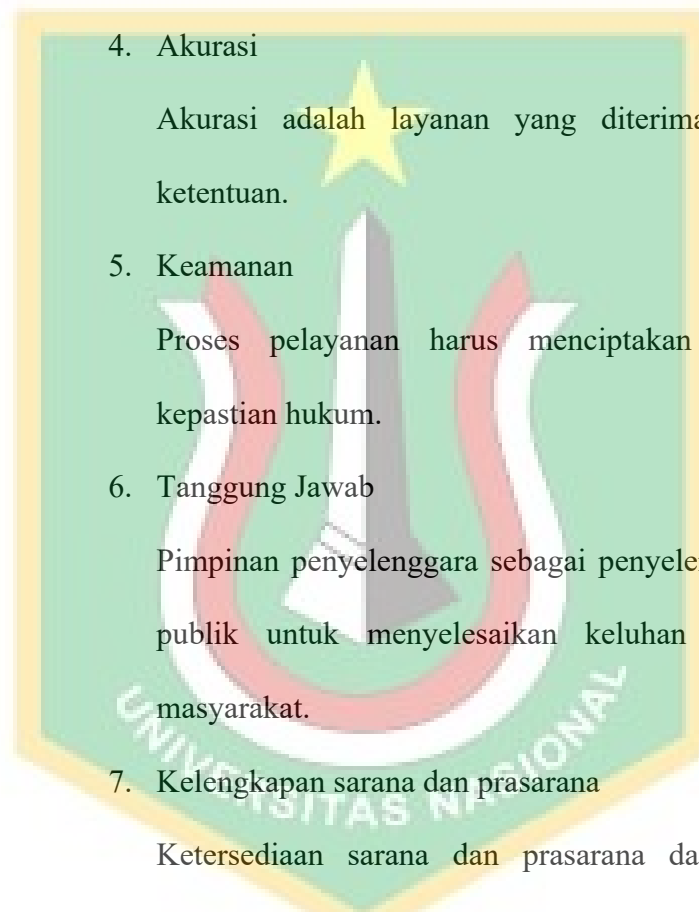 4. Akurasi
Akurasi adalah layanan yang diterima
ketentuan.
5. Keamanan
Proses pelayanan harus menciptakan
kepastian hukum.
6. Tanggung Jawab
Pimpinan penyelenggara sebagai
publik untuk menyelesaikan keluhan
masyarakat.
7. Kelengkapan sarana dan prasarana
Ketersediaan sarana dan prasarana
UNIVERSITAS NASIONAL